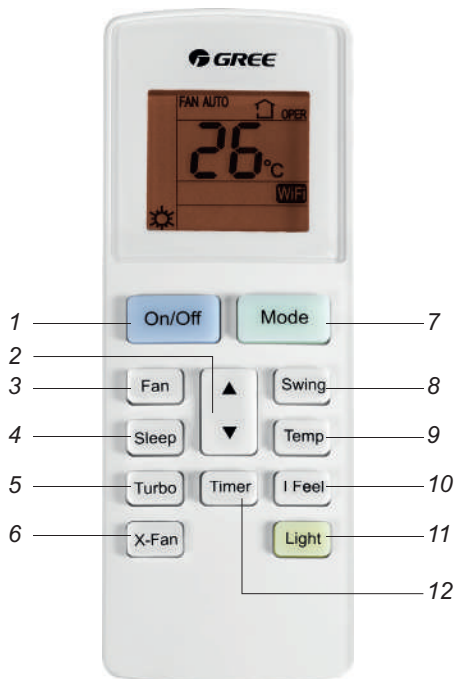 GREE
FAN AUTO
OPER
26°C
WiFi
1 On/Off Mode 7
2
3 Fan ▲ Swing 8
4 Sleep ▼ Temp 9
5 Turbo Timer I Feel 10
6 X-Fan Light 11
12